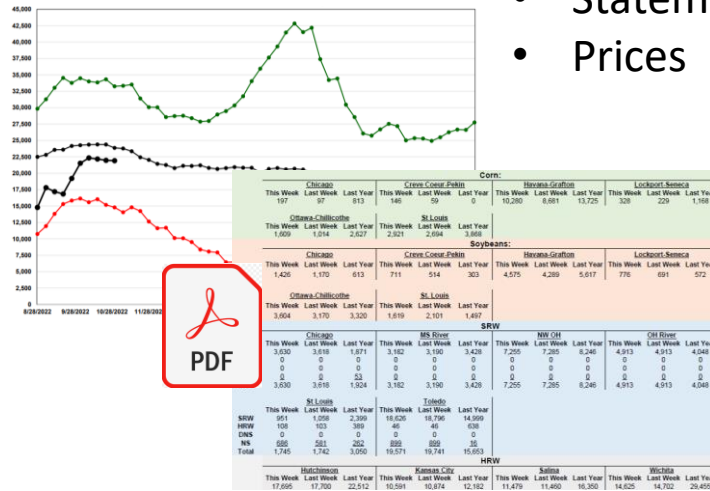 • Statem
• Prices
45,000
42,500
40,000
37,500
35,000
32,500
30,000
27,500
25,000
22,500
20,000
17,500
15,000
12,500
10,000
7,500
5,000
2,500
0
8/28/2022 9/28/2022 10/28/2022 11/28/202
PDF
Corn:
Chicago Creve Coeur-Pekin Havana-Grafton Lockport-Seneca
This Week Last Week Last Year This Week Last Week Last Year This Week Last Week Last Year This Week Last Week Last Yea
197 97 813 146 59 0 10,280 8,681 13,725 328 229 1,168
Ottawa-Chillicothe St Louis
This Week Last Week Last Year This Week Last Week Last Year
1,609 1,014 2,627 2,921 2,694 3,868
Soybeans:
Chicago Creve Coeur-Pekin Havana-Grafton Lockport-Seneca
This Week Last Week Last Year This Week Last Week Last Year This Week Last Week Last Year This Week Last Week Last Yea
1,426 1,170 613 711 514 303 4,575 4,289 5,617 776 691 572
Ottawa-Chillicothe St. Louis
This Week Last Week Last Year This Week Last Week Last Year
3,604 3,170 3,320 1,619 2,101 1,497
SRW
Chicago MS River NW OH OH River
This Week Last Week Last Year This Week Last Week Last Year This Week Last Week Last Year This Week Last Week Last Yea
3,630 3,618 1,871 3,182 3,190 3,428 7,255 7,285 8,246 4,913 4,913 4,048
0 0 0 0 0 0 0 0 0 0 0 0
0 0 0 0 0 0 0 0 0 0 0 0
0 0 53 0 0 0 0 0 0 0 0 0
3,630 3,618 1,924 3,182 3,190 3,428 7,255 7,285 8,246 4,913 4,913 4,048
St Louis Toledo
This Week Last Week Last Year This Week Last Week Last Year
SRW 951 1,058 2,399 18,626 18,796 14,999
HRW 108 103 389 46 46 638
DNS 0 0 0 0 0 0
NS 686 581 262 899 899 16
Total 1,745 1,742 3,050 19,571 19,741 15,653
HRW
Hutchinson Kansas City Salina Wichita
This Week Last Week Last Year This Week Last Week Last Year This Week Last Week Last Year This Week Last Week Last Yea
17,695 17,700 22,512 10,591 10,874 12,182 11,479 11,460 16,350 14,625 14,702 29,455